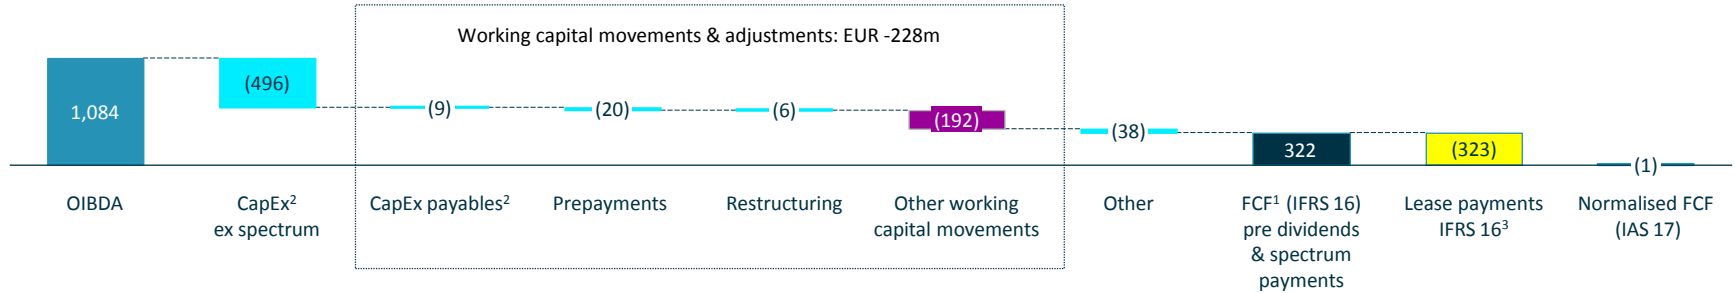 Working capital movements & adjustments: EUR -228m
1,084
(496)
(9)
(20)
(6)
(192)
(38)
322
(323)
(1)
OIBDA
CapEx²
ex spectrum
CapEx payables²
Prepayments
Restructuring
Other working
capital movements
Other
FCF¹ (IFRS 16)
pre dividends
& spectrum
payments
Lease payments
IFRS 16³
Normalised FCF
(IAS 17)